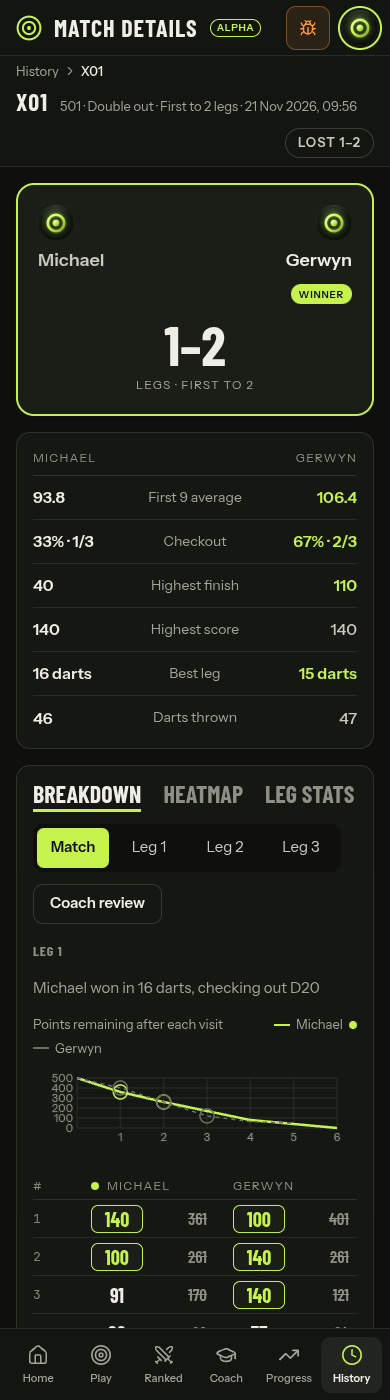 MATCH DETAILS ALPHA
History > X01
X01 501 · Double out · First to 2 legs · 21 Nov 2026, 09:56
LOST 1–2
Michael Gerwyn
WINNER
1–2
LEGS · FIRST TO 2
MICHAEL GERWYN
93.8 First 9 average 106.4
33% · 1/3 Checkout 67% · 2/3
40 Highest finish 110
140 Highest score 140
16 darts Best leg 15 darts
46 Darts thrown 47
BREAKDOWN HEATMAP LEG STATS
Match Leg 1 Leg 2 Leg 3
Coach review
LEG 1
Michael won in 16 darts, checking out D20
Points remaining after each visit Michael
Gerwyn
500
400
300
200
100
0
1 2 3 4 5 6
# MICHAEL GERWYN
1 140 361 100 401
2 100 261 140 261
3 91 170 140 121
Home Play Ranked Coach Progress History